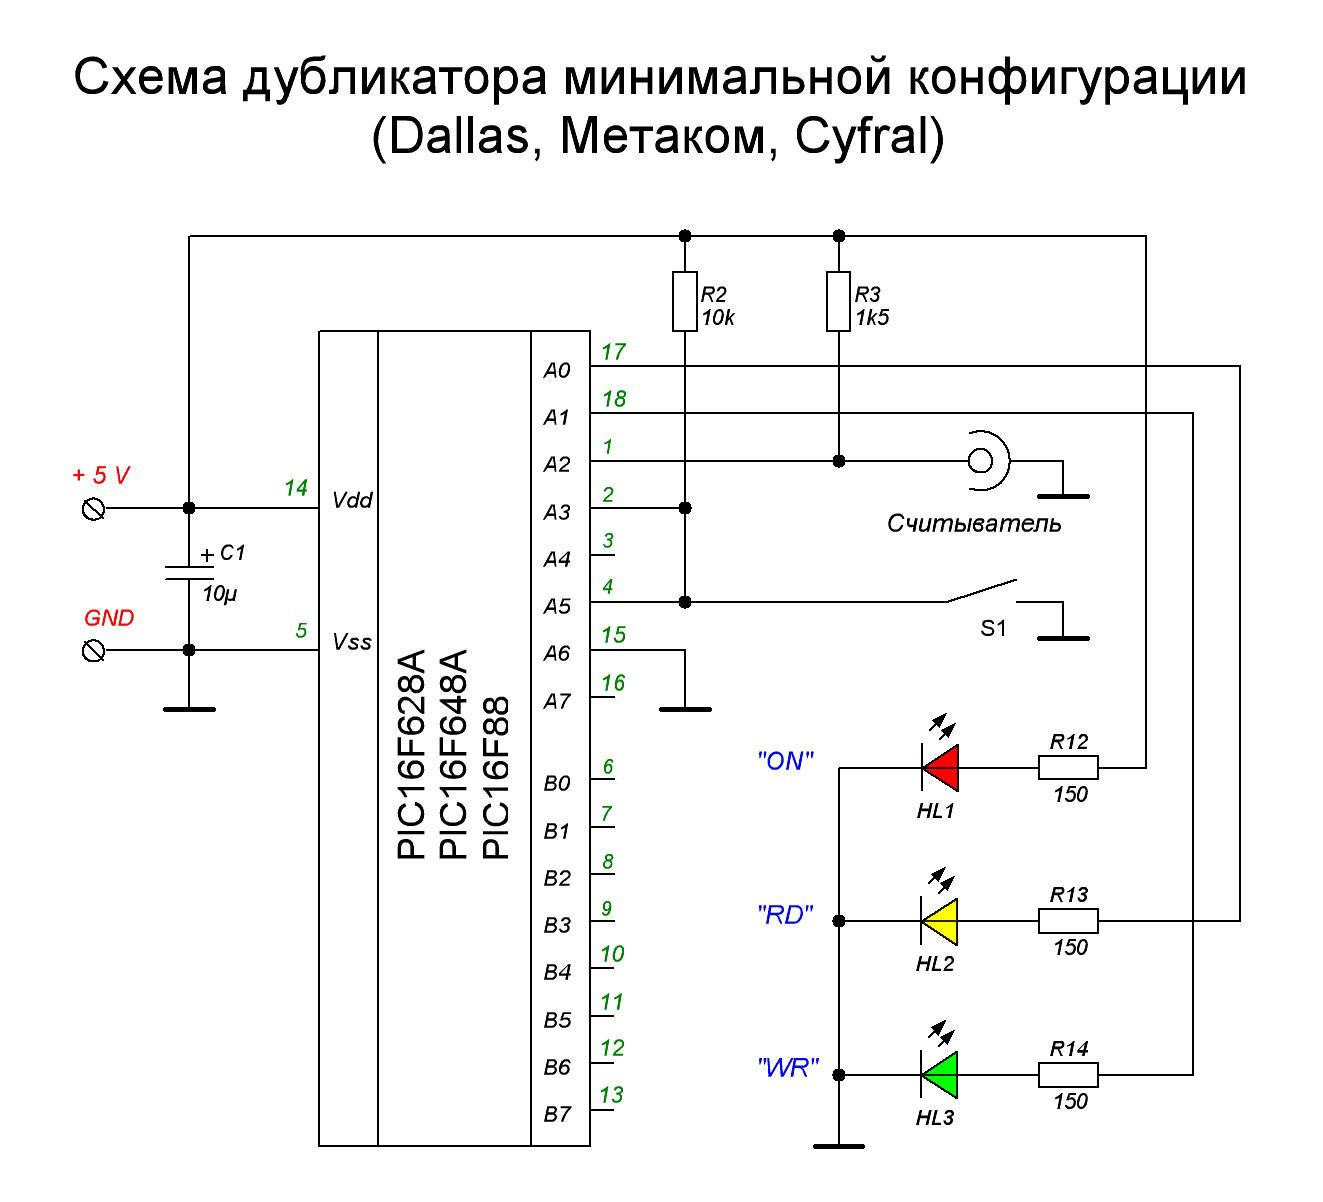 Схема дубликатора минимальной конфигурации
(Dallas, Метаком, Cyfral)
R2
10k
R3
1k5
+ 5 V
GND
14
Vdd
5
Vss
+ C1
10µ
PIC16F628A
PIC16F648A
PIC16F88
A0 17
A1 18
A2 1
A3 2
A4 3
A5 4
A6 15
A7 16
B0 6
B1 7
B2 8
B3 9
B4 10
B5 11
B6 12
B7 13
Считыватель
S1
"ON"
HL1
R12
150
"RD"
HL2
R13
150
"WR"
HL3
R14
150